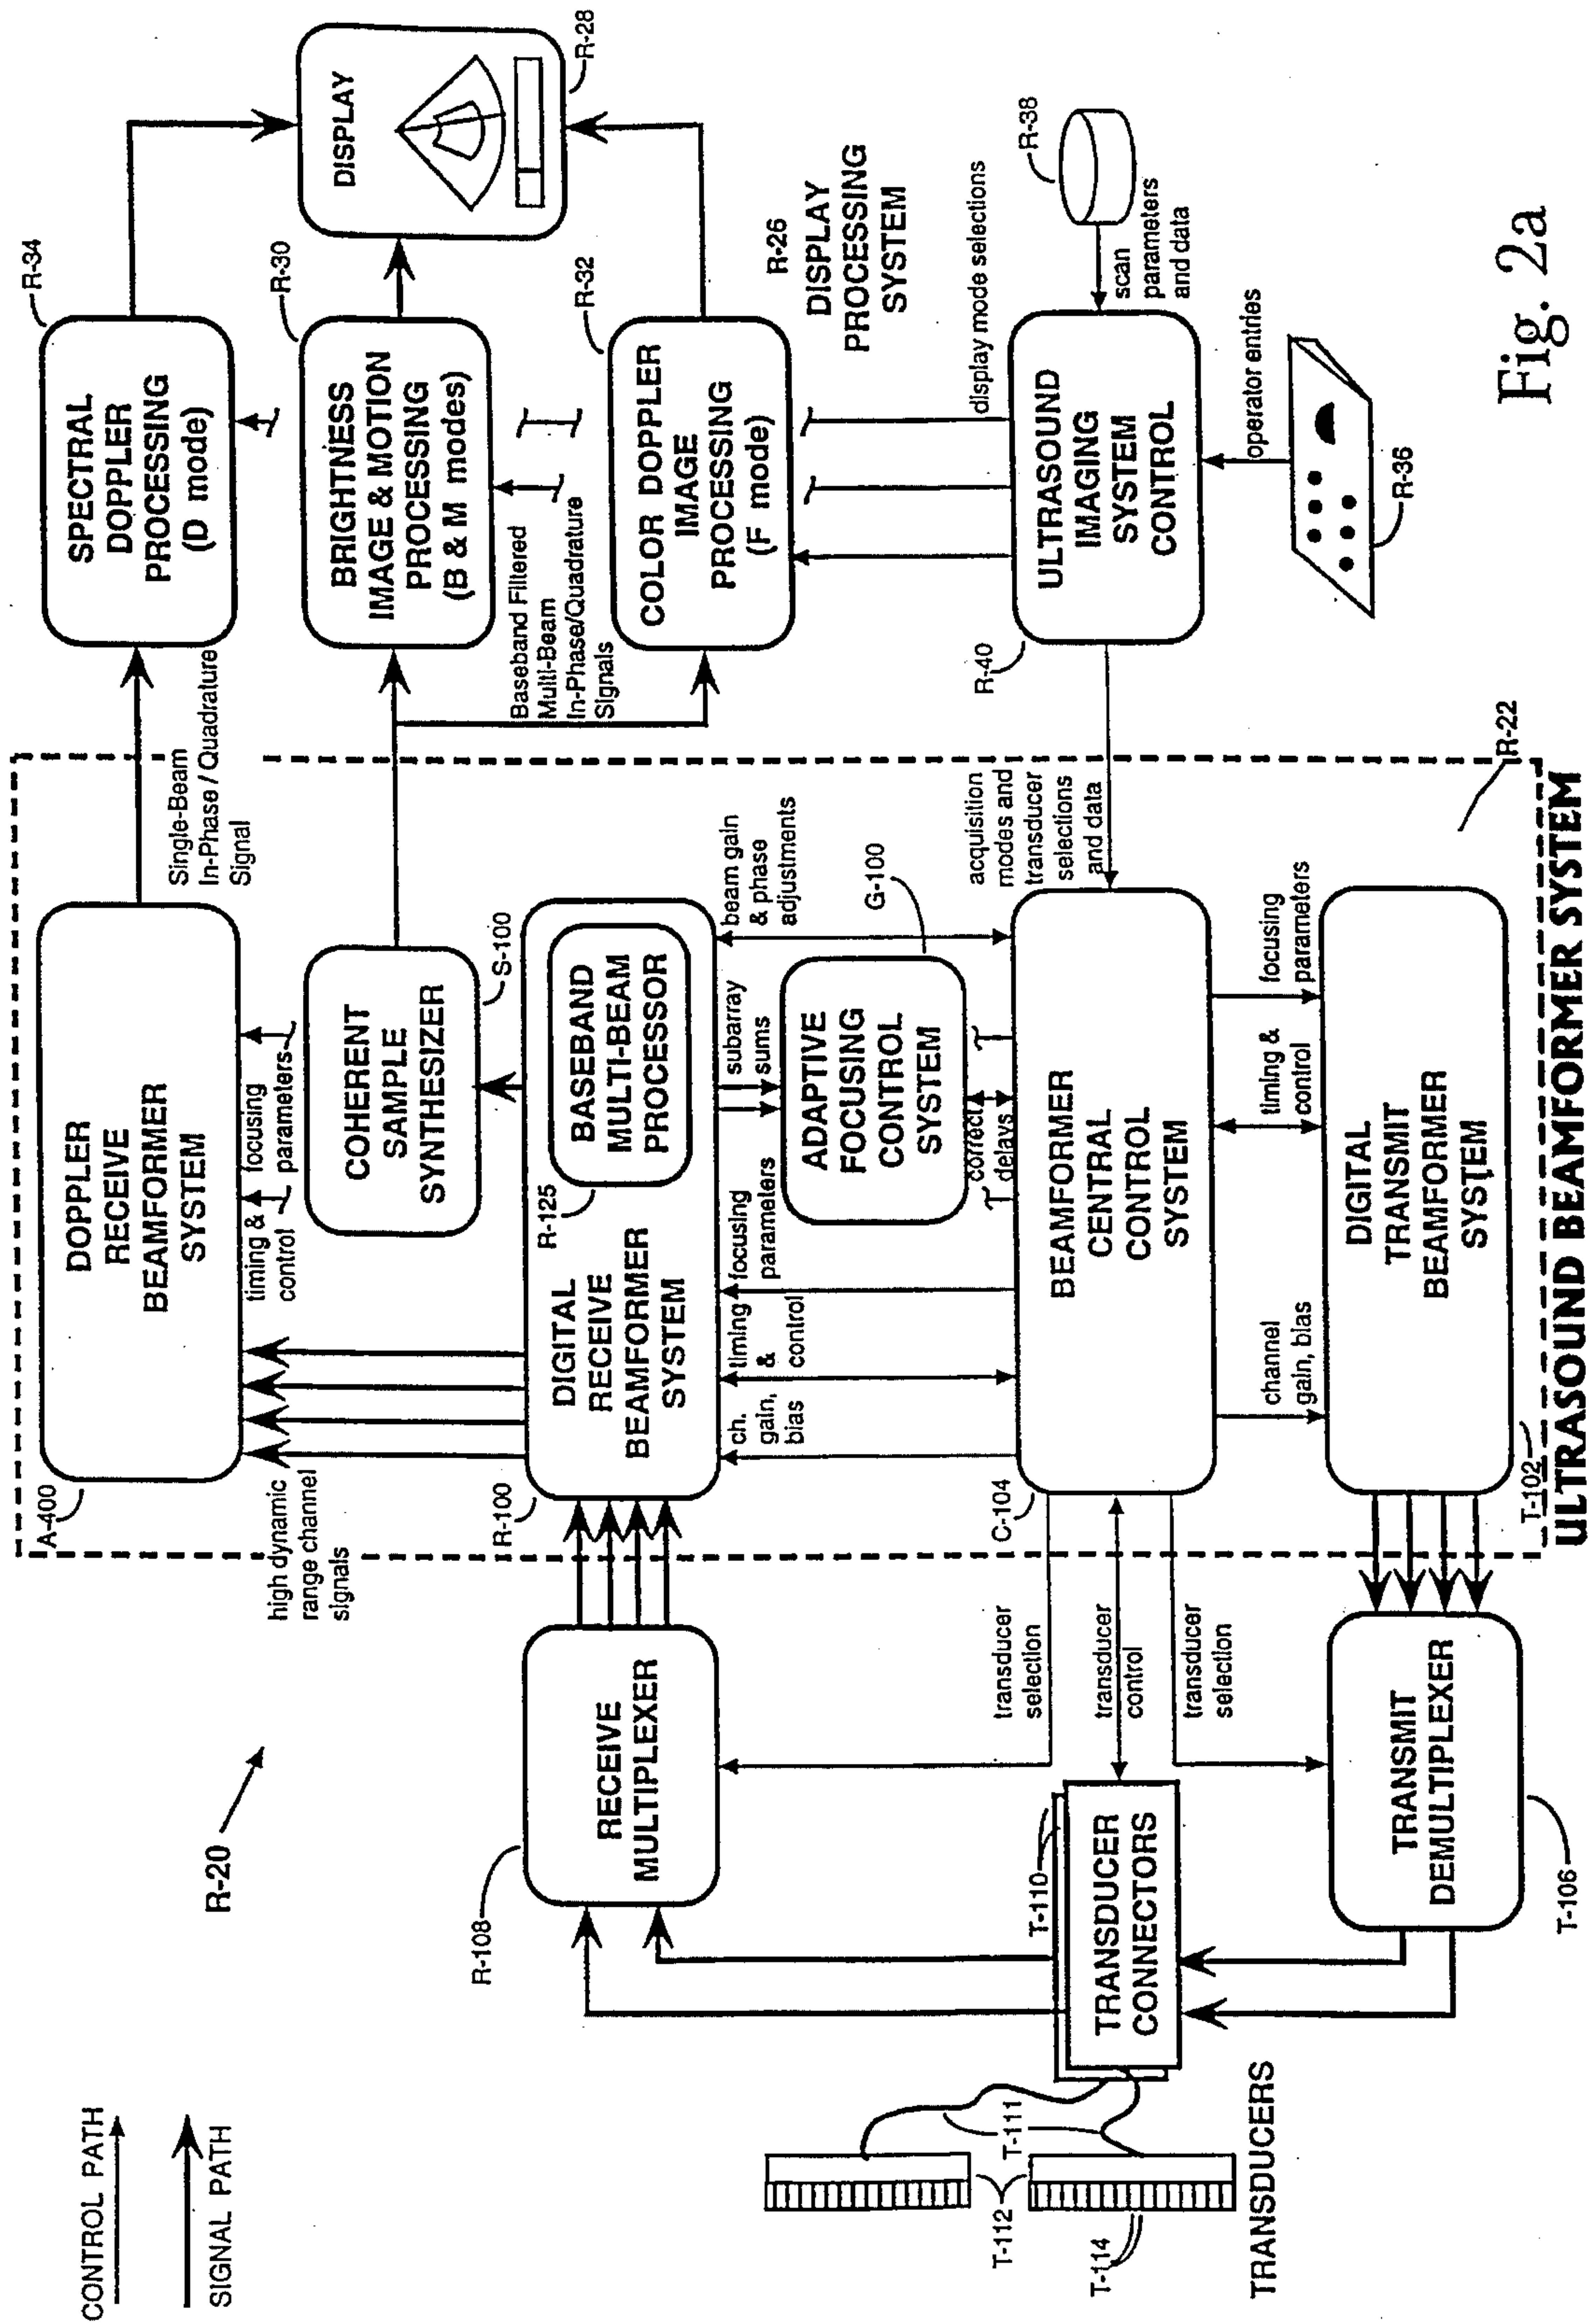 CONTROL PATH
SIGNAL PATH
R-20
TRANSDUCERS
T-111
T-112
T-114
TRANSDUCER
CONNECTORS
T-110
RECEIVE
MULTIPLEXER
R-108
TRANSMIT
DEMULTIPLEXER
T-106
transducer
selection
transducer
control
transducer
selection
high dynamic
range channel
signals
A-400
DOPPLER
RECEIVE
BEAMFORMER
SYSTEM
timing &
control
focusing
parameters
Single-Beam
In-Phase / Quadrature
Signal
COHERENT
SAMPLE
SYNTHESIZER
S-100
R-100
DIGITAL
RECEIVE
BEAMFORMER
SYSTEM
R-125
BASEBAND
MULTI-BEAM
PROCESSOR
ch.
gain,
bias
timing
&
control
focusing
parameters
subarray
sums
beam gain
& phase
adjustments
ADAPTIVE
FOCUSING
CONTROL
SYSTEM
G-100
correct
delays
acquisition
modes and
transducer
selections
and data
C-104
BEAMFORMER
CENTRAL
CONTROL
SYSTEM
channel
gain, bias
timing &
control
focusing
parameters
DIGITAL
TRANSMIT
BEAMFORMER
SYSTEM
T-102
R-22
ULTRASOUND BEAMFORMER SYSTEM
SPECTRAL
DOPPLER
PROCESSING
(D mode)
R-34
BRIGHTNESS
IMAGE & MOTION
PROCESSING
(B & M modes)
R-30
Baseband Filtered
Multi-Beam
In-Phase/Quadrature
Signals
COLOR DOPPLER
IMAGE
PROCESSING
(F mode)
R-32
DISPLAY
R-28
R-26
DISPLAY
PROCESSING
SYSTEM
display mode selections
R-40
ULTRASOUND
IMAGING
SYSTEM
CONTROL
R-38
scan
parameters
and data
operator entries
R-36
Fig. 2a